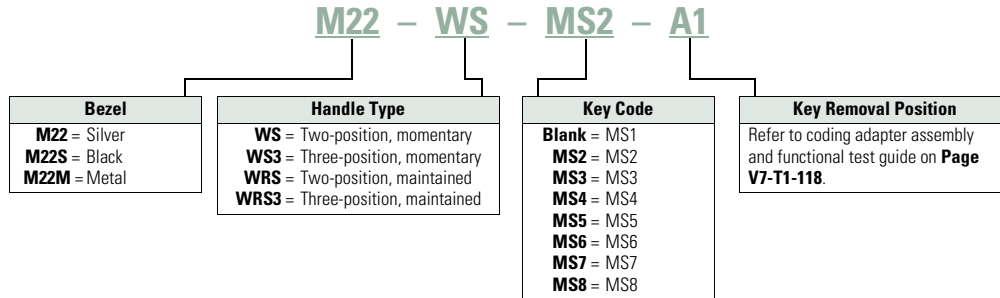 M22 – WS – MS2 – A1
Bezel
M22 = Silver
M22S = Black
M22M = Metal
Handle Type
WS = Two-position, momentary
WS3 = Three-position, momentary
WRS = Two-position, maintained
WRS3 = Three-position, maintained
Key Code
Blank = MS1
MS2 = MS2
MS3 = MS3
MS4 = MS4
MS5 = MS5
MS6 = MS6
MS7 = MS7
MS8 = MS8
Key Removal Position
Refer to coding adapter assembly
and functional test guide on Page
V7-T1-118.